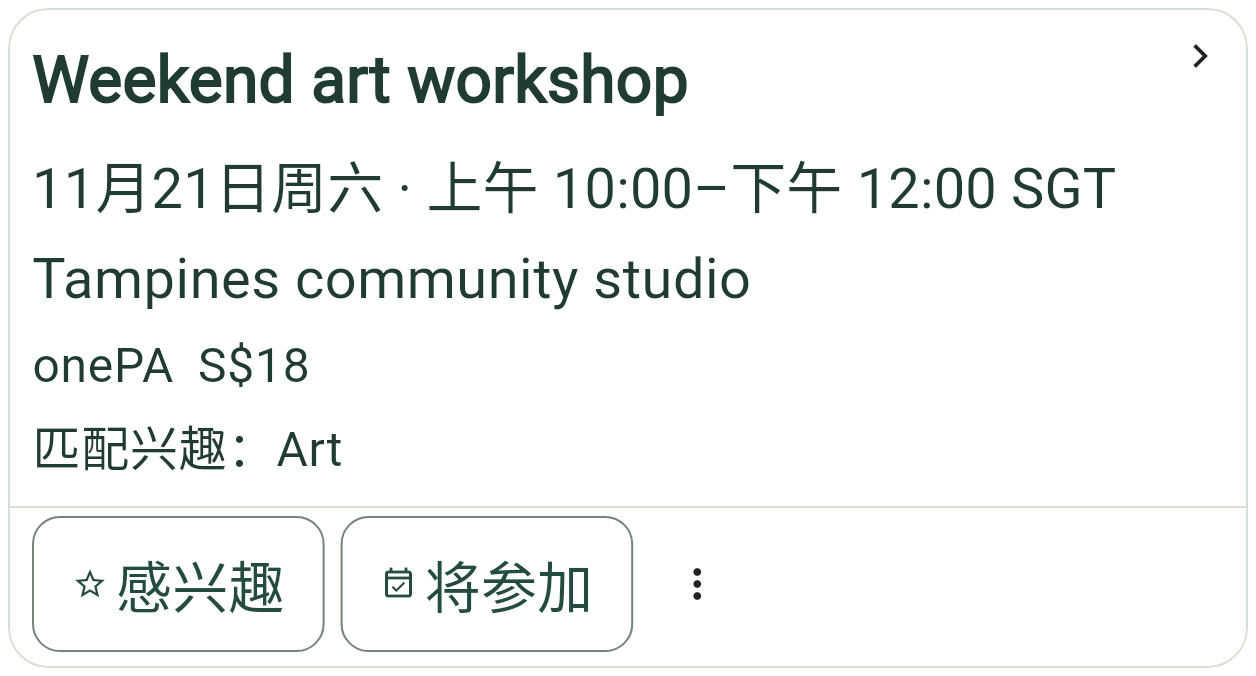 Weekend art workshop
11月21日周六 · 上午 10:00–下午 12:00 SGT
Tampines community studio
onePA S$18
匹配兴趣：Art
感兴趣 将参加